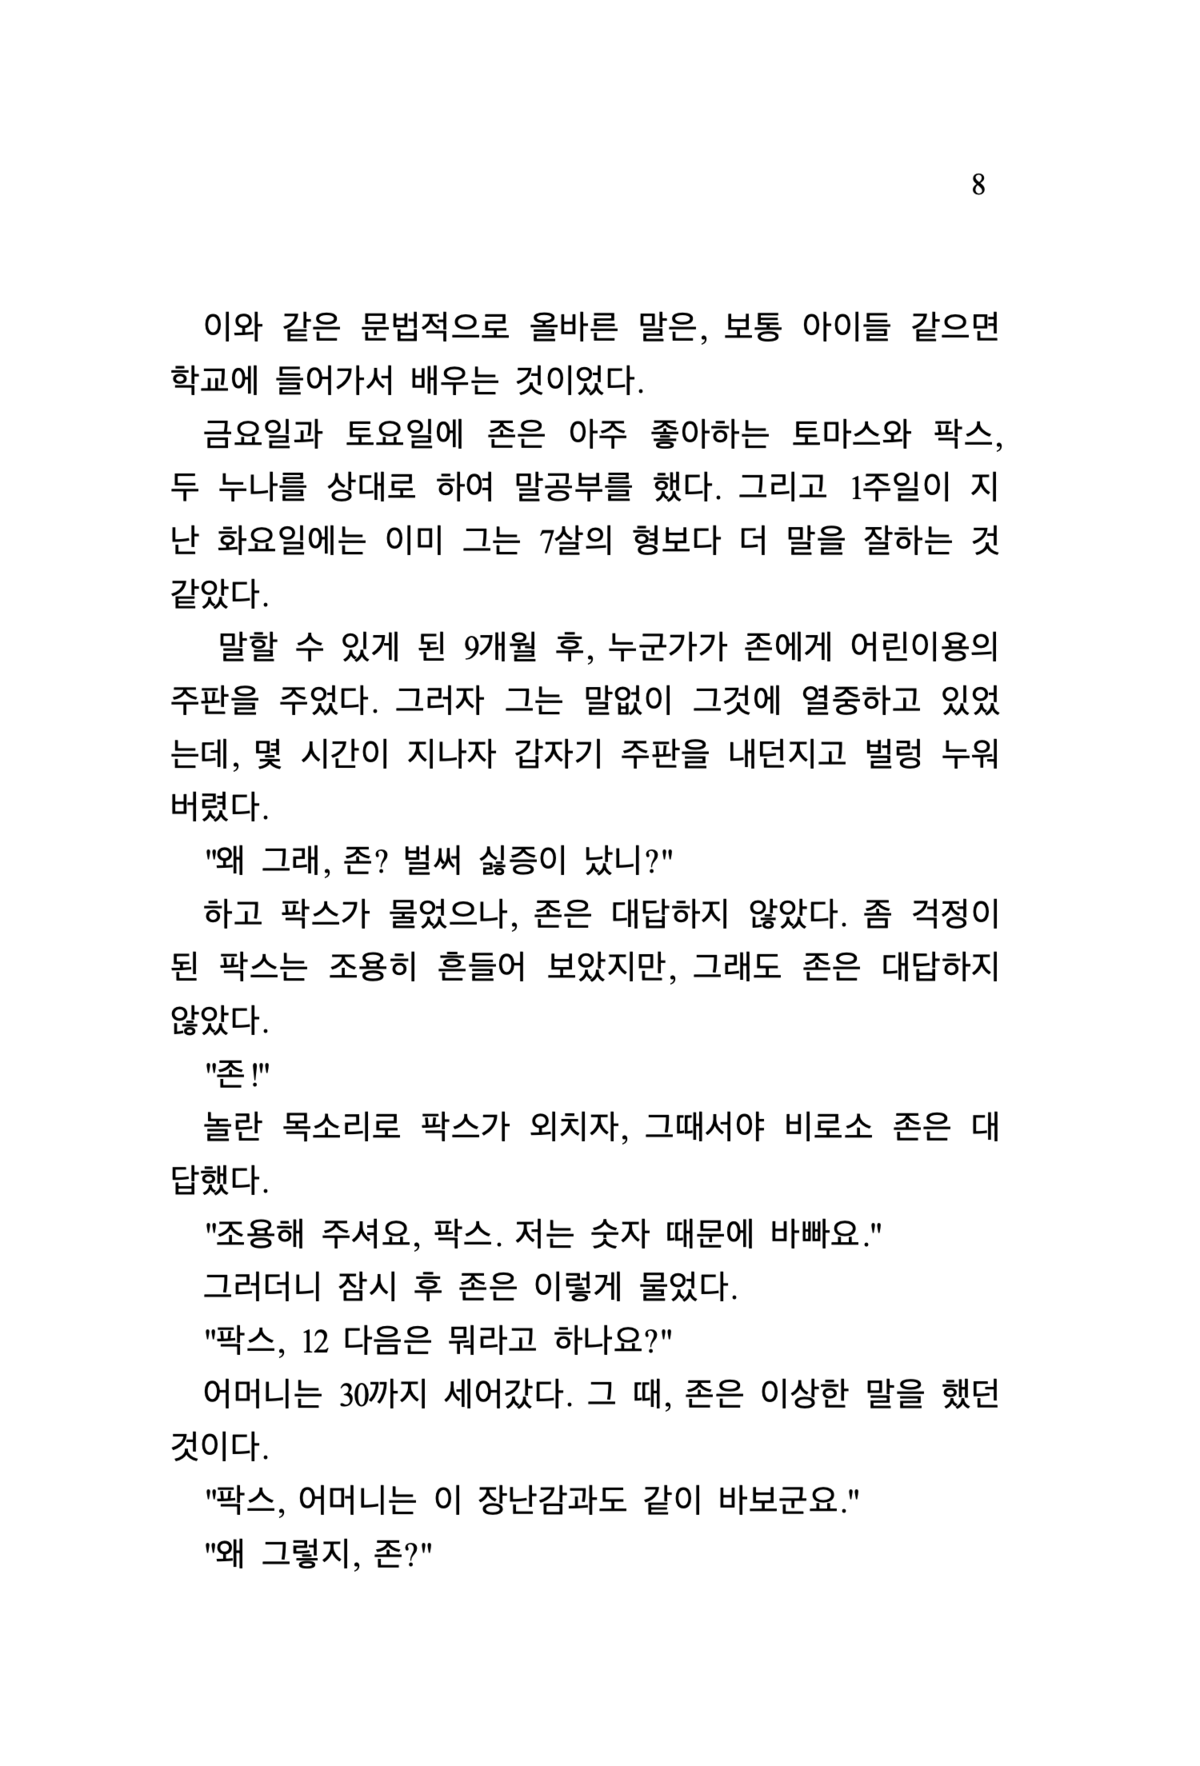 8
이와 같은 문법적으로 올바른 말은, 보통 아이들 같으면
학교에 들어가서 배우는 것이었다.
금요일과 토요일에 존은 아주 좋아하는 토마스와 팍스,
두 누나를 상대로 하여 말공부를 했다. 그리고 1주일이 지
난 화요일에는 이미 그는 7살의 형보다 더 말을 잘하는 것
같았다.
말할 수 있게 된 9개월 후, 누군가가 존에게 어린이용의
주판을 주었다. 그러자 그는 말없이 그것에 열중하고 있었
는데, 몇 시간이 지나자 갑자기 주판을 내던지고 벌렁 누워
버렸다.
"왜 그래, 존? 벌써 싫증이 났니?"
하고 팍스가 물었으나, 존은 대답하지 않았다. 좀 걱정이
된 팍스는 조용히 흔들어 보았지만, 그래도 존은 대답하지
않았다.
"존!"
놀란 목소리로 팍스가 외치자, 그때서야 비로소 존은 대
답했다.
"조용해 주셔요, 팍스. 저는 숫자 때문에 바빠요."
그러더니 잠시 후 존은 이렇게 물었다.
"팍스, 12 다음은 뭐라고 하나요?"
어머니는 30까지 세어갔다. 그 때, 존은 이상한 말을 했던
것이다.
"팍스, 어머니는 이 장난감과도 같이 바보군요."
"왜 그렇지, 존?"